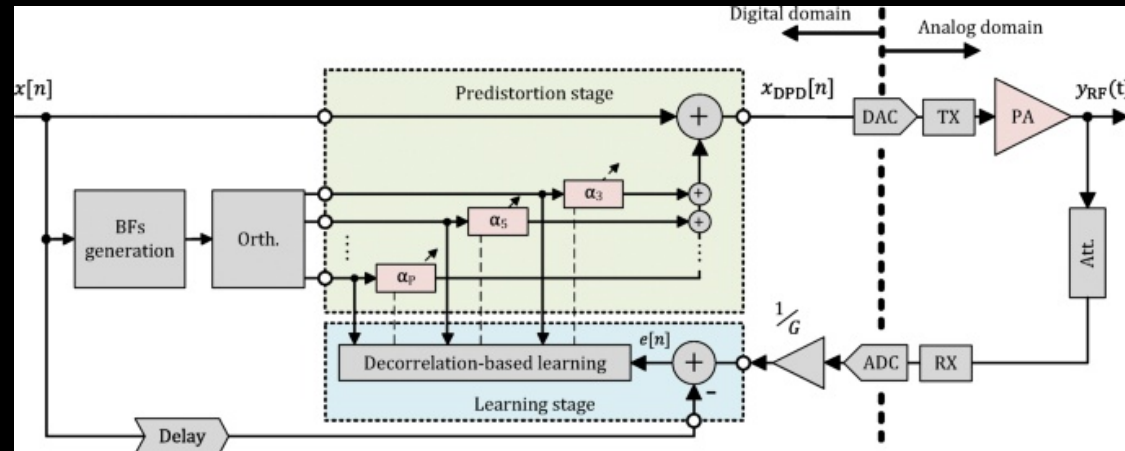 Digital domain
Analog domain
x[n]
Predistortion stage
+
x_DPD[n]
DAC
TX
PA
y_RF(t)
BFs
generation
Orth.
α_3
+
α_5
+
α_P
Att.
1/G
e[n]
Decorrelation-based learning
+
-
ADC
RX
Learning stage
Delay